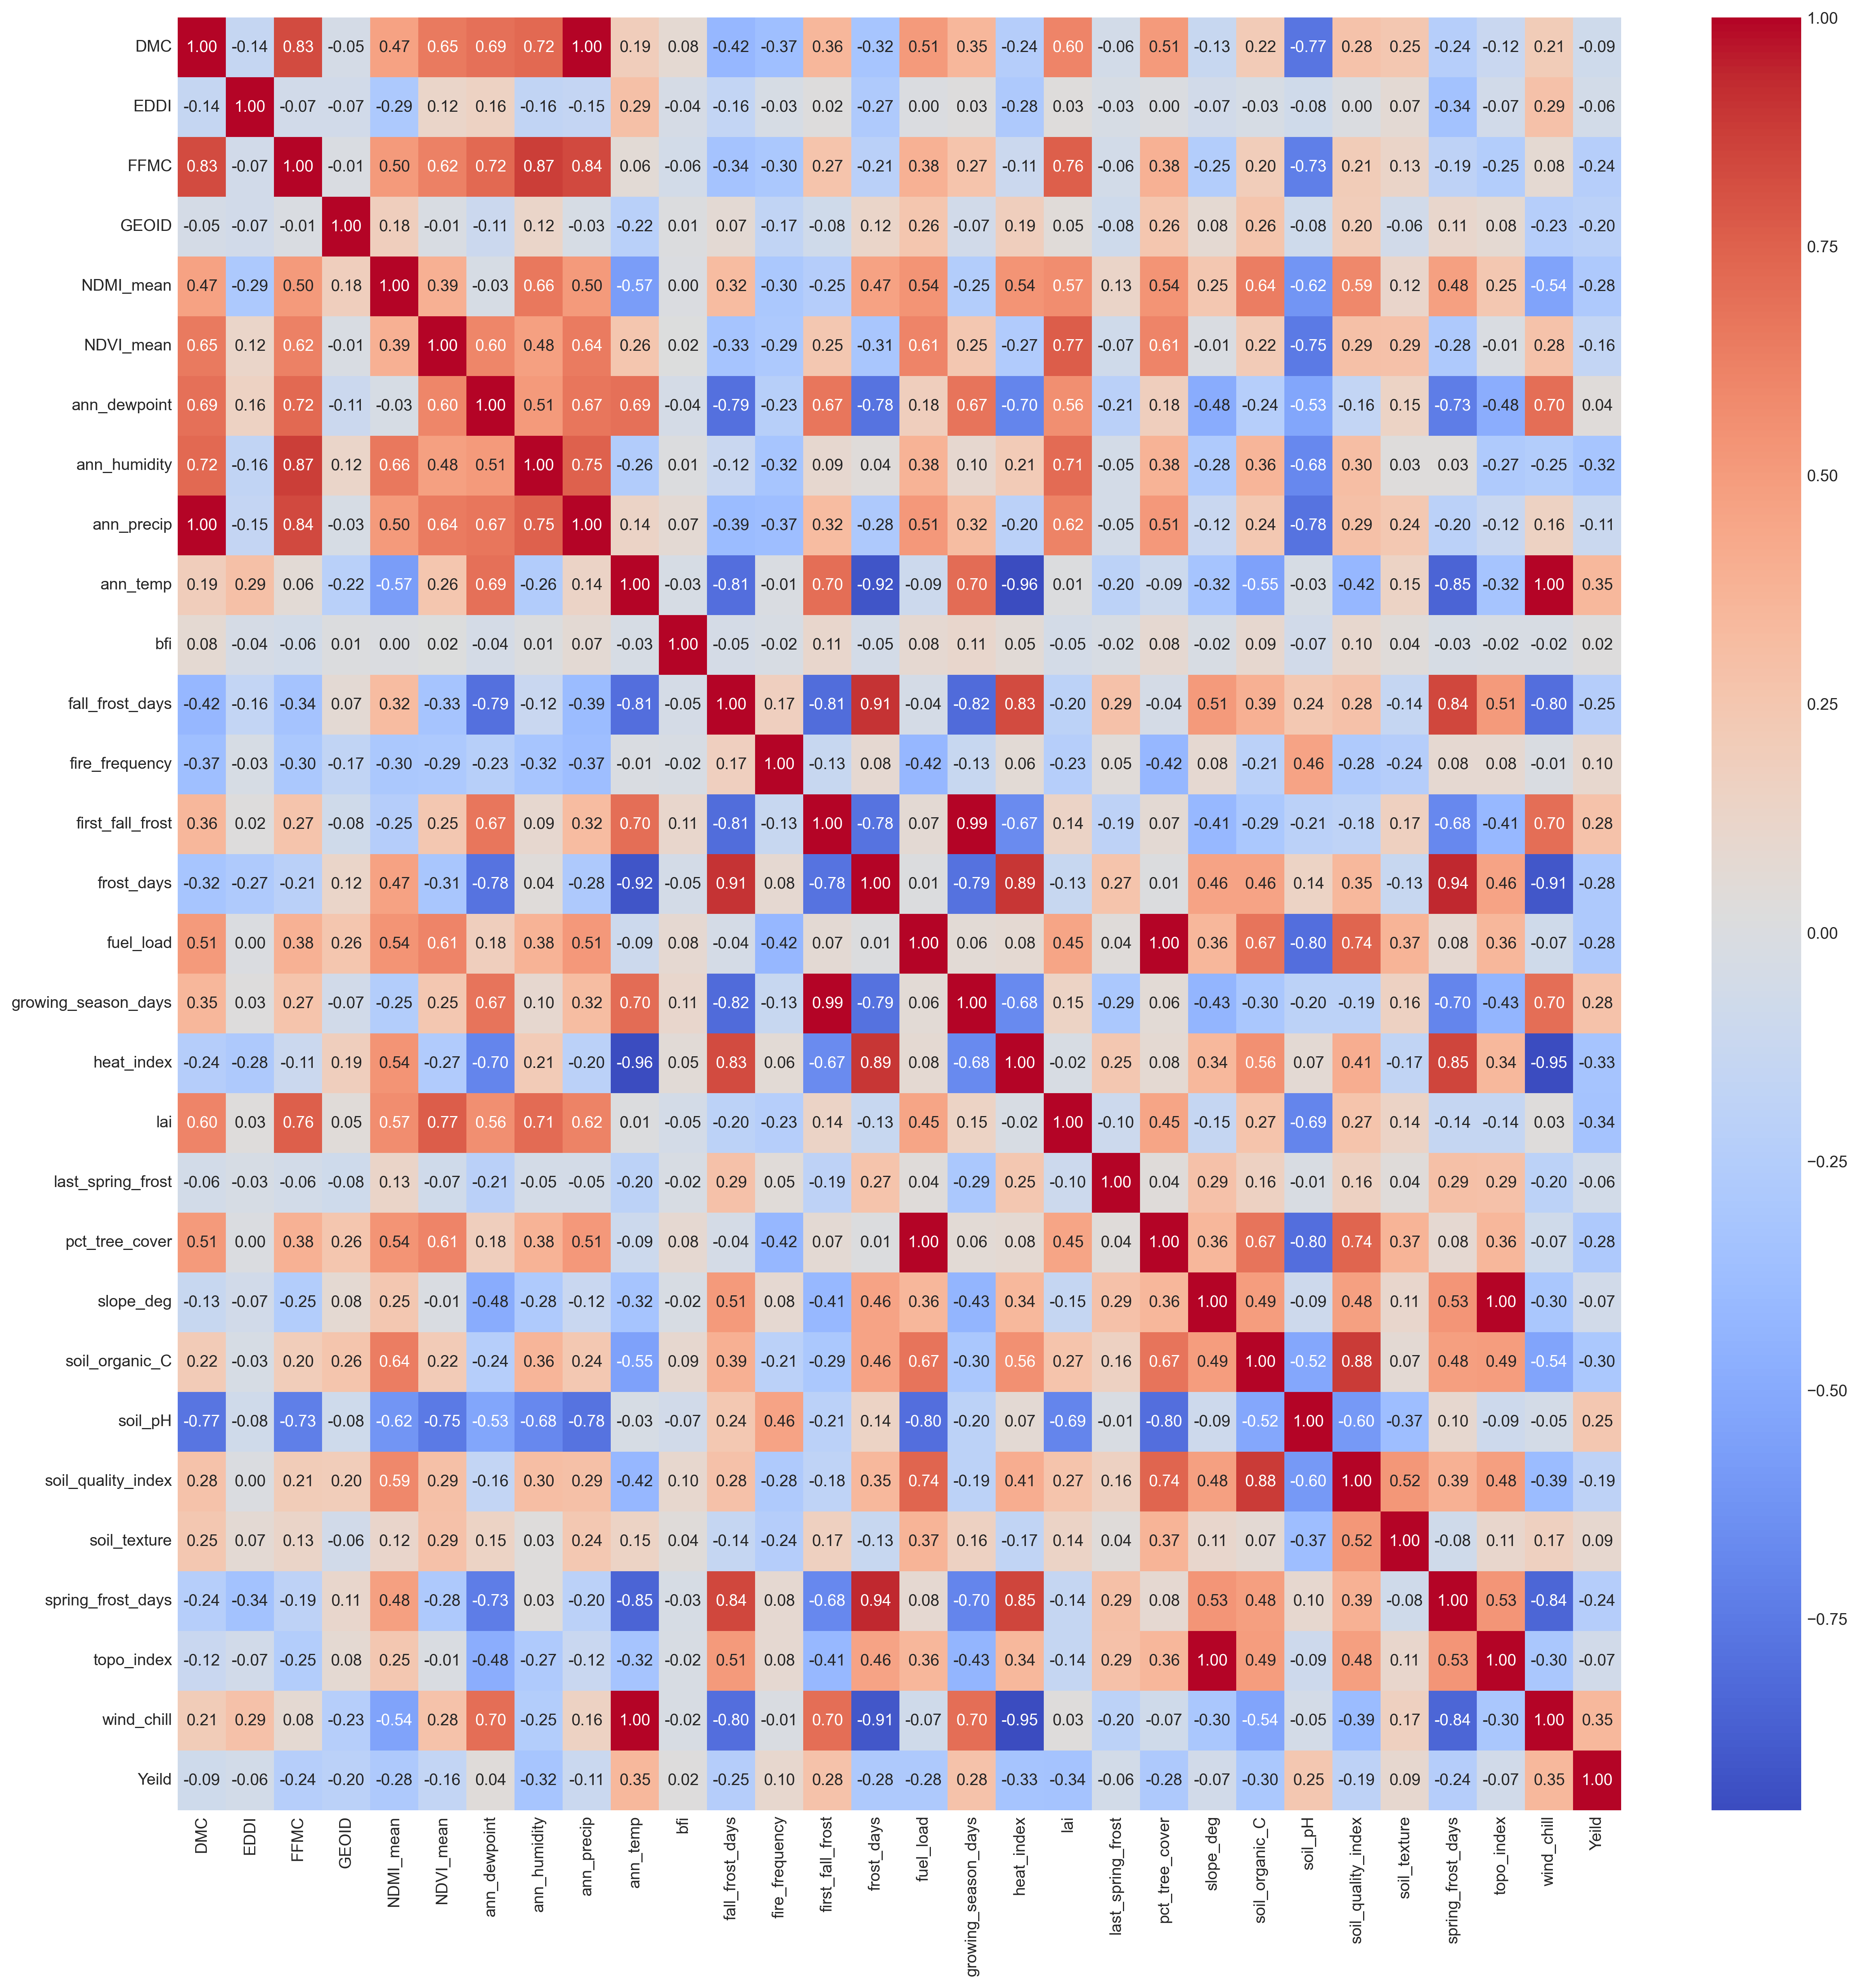 DMC 1.00 -0.14 0.83 -0.05 0.47 0.65 0.69 0.72 1.00 0.19 0.08 -0.42 -0.37 0.36 -0.32 0.51 0.35 -0.24 0.60 -0.06 0.51 -0.13 0.22 -0.77 0.28 0.25 -0.24 -0.12 0.21 -0.09
EDDI -0.14 1.00 -0.07 -0.07 -0.29 0.12 0.16 -0.16 -0.15 0.29 -0.04 -0.16 -0.03 0.02 -0.27 0.00 0.03 -0.28 0.03 -0.03 0.00 -0.07 -0.03 -0.08 0.00 0.07 -0.34 -0.07 0.29 -0.06
FFMC 0.83 -0.07 1.00 -0.01 0.50 0.62 0.72 0.87 0.84 0.06 -0.06 -0.34 -0.30 0.27 -0.21 0.38 0.27 -0.11 0.76 -0.06 0.38 -0.25 0.20 -0.73 0.21 0.13 -0.19 -0.25 0.08 -0.24
GEOID -0.05 -0.07 -0.01 1.00 0.18 -0.01 -0.11 0.12 -0.03 -0.22 0.01 0.07 -0.17 -0.08 0.12 0.26 -0.07 0.19 0.05 -0.08 0.26 0.08 0.26 -0.08 0.20 -0.06 0.11 0.08 -0.23 -0.20
NDMI_mean 0.47 -0.29 0.50 0.18 1.00 0.39 -0.03 0.66 0.50 -0.57 0.00 0.32 -0.30 -0.25 0.47 0.54 -0.25 0.54 0.57 0.13 0.54 0.25 0.64 -0.62 0.59 0.12 0.48 0.25 -0.54 -0.28
NDVI_mean 0.65 0.12 0.62 -0.01 0.39 1.00 0.60 0.48 0.64 0.26 0.02 -0.33 -0.29 0.25 -0.31 0.61 0.25 -0.27 0.77 -0.07 0.61 -0.01 0.22 -0.75 0.29 0.29 -0.28 -0.01 0.28 -0.16
ann_dewpoint 0.69 0.16 0.72 -0.11 -0.03 0.60 1.00 0.51 0.67 0.69 -0.04 -0.79 -0.23 0.67 -0.78 0.18 0.67 -0.70 0.56 -0.21 0.18 -0.48 -0.24 -0.53 -0.16 0.15 -0.73 -0.48 0.70 0.04
ann_humidity 0.72 -0.16 0.87 0.12 0.66 0.48 0.51 1.00 0.75 -0.26 0.01 -0.12 -0.32 0.09 0.04 0.38 0.10 0.21 0.71 -0.05 0.38 -0.28 0.36 -0.68 0.30 0.03 0.03 -0.27 -0.25 -0.32
ann_precip 1.00 -0.15 0.84 -0.03 0.50 0.64 0.67 0.75 1.00 0.14 0.07 -0.39 -0.37 0.32 -0.28 0.51 0.32 -0.20 0.62 -0.05 0.51 -0.12 0.24 -0.78 0.29 0.24 -0.20 -0.12 0.16 -0.11
ann_temp 0.19 0.29 0.06 -0.22 -0.57 0.26 0.69 -0.26 0.14 1.00 -0.03 -0.81 -0.01 0.70 -0.92 -0.09 0.70 -0.96 0.01 -0.20 -0.09 -0.32 -0.55 -0.03 -0.42 0.15 -0.85 -0.32 1.00 0.35
bfi 0.08 -0.04 -0.06 0.01 0.00 0.02 -0.04 0.01 0.07 -0.03 1.00 -0.05 -0.02 0.11 -0.05 0.08 0.11 0.05 -0.05 -0.02 0.08 -0.02 0.09 -0.07 0.10 0.04 -0.03 -0.02 -0.02 0.02
fall_frost_days -0.42 -0.16 -0.34 0.07 0.32 -0.33 -0.79 -0.12 -0.39 -0.81 -0.05 1.00 0.17 -0.81 0.91 -0.04 -0.82 0.83 -0.20 0.29 -0.04 0.51 0.39 0.24 0.28 -0.14 0.84 0.51 -0.80 -0.25
fire_frequency -0.37 -0.03 -0.30 -0.17 -0.30 -0.29 -0.23 -0.32 -0.37 -0.01 -0.02 0.17 1.00 -0.13 0.08 -0.42 -0.13 0.06 -0.23 0.05 -0.42 0.08 -0.21 0.46 -0.28 -0.24 0.08 0.08 -0.01 0.10
first_fall_frost 0.36 0.02 0.27 -0.08 -0.25 0.25 0.67 0.09 0.32 0.70 0.11 -0.81 -0.13 1.00 -0.78 0.07 0.99 -0.67 0.14 -0.19 0.07 -0.41 -0.29 -0.21 -0.18 0.17 -0.68 -0.41 0.70 0.28
frost_days -0.32 -0.27 -0.21 0.12 0.47 -0.31 -0.78 0.04 -0.28 -0.92 -0.05 0.91 0.08 -0.78 1.00 0.01 -0.79 0.89 -0.13 0.27 0.01 0.46 0.46 0.14 0.35 -0.13 0.94 0.46 -0.91 -0.28
fuel_load 0.51 0.00 0.38 0.26 0.54 0.61 0.18 0.38 0.51 -0.09 0.08 -0.04 -0.42 0.07 0.01 1.00 0.06 0.08 0.45 0.04 1.00 0.36 0.67 -0.80 0.74 0.37 0.08 0.36 -0.07 -0.28
growing_season_days 0.35 0.03 0.27 -0.07 -0.25 0.25 0.67 0.10 0.32 0.70 0.11 -0.82 -0.13 0.99 -0.79 0.06 1.00 -0.68 0.15 -0.29 0.06 -0.43 -0.30 -0.20 -0.19 0.16 -0.70 -0.43 0.70 0.28
heat_index -0.24 -0.28 -0.11 0.19 0.54 -0.27 -0.70 0.21 -0.20 -0.96 0.05 0.83 0.06 -0.67 0.89 0.08 -0.68 1.00 -0.02 0.25 0.08 0.34 0.56 0.07 0.41 -0.17 0.85 0.34 -0.95 -0.33
lai 0.60 0.03 0.76 0.05 0.57 0.77 0.56 0.71 0.62 0.01 -0.05 -0.20 -0.23 0.14 -0.13 0.45 0.15 -0.02 1.00 -0.10 0.45 -0.15 0.27 -0.69 0.27 0.14 -0.14 -0.14 0.03 -0.34
last_spring_frost -0.06 -0.03 -0.06 -0.08 0.13 -0.07 -0.21 -0.05 -0.05 -0.20 -0.02 0.29 0.05 -0.19 0.27 0.04 -0.29 0.25 -0.10 1.00 0.04 0.29 0.16 -0.01 0.16 0.04 0.29 0.29 -0.20 -0.06
pct_tree_cover 0.51 0.00 0.38 0.26 0.54 0.61 0.18 0.38 0.51 -0.09 0.08 -0.04 -0.42 0.07 0.01 1.00 0.06 0.08 0.45 0.04 1.00 0.36 0.67 -0.80 0.74 0.37 0.08 0.36 -0.07 -0.28
slope_deg -0.13 -0.07 -0.25 0.08 0.25 -0.01 -0.48 -0.28 -0.12 -0.32 -0.02 0.51 0.08 -0.41 0.46 0.36 -0.43 0.34 -0.15 0.29 0.36 1.00 0.49 -0.09 0.48 0.11 0.53 1.00 -0.30 -0.07
soil_organic_C 0.22 -0.03 0.20 0.26 0.64 0.22 -0.24 0.36 0.24 -0.55 0.09 0.39 -0.21 -0.29 0.46 0.67 -0.30 0.56 0.27 0.16 0.67 0.49 1.00 -0.52 0.88 0.07 0.48 0.49 -0.54 -0.30
soil_pH -0.77 -0.08 -0.73 -0.08 -0.62 -0.75 -0.53 -0.68 -0.78 -0.03 -0.07 0.24 0.46 -0.21 0.14 -0.80 -0.20 0.07 -0.69 -0.01 -0.80 -0.09 -0.52 1.00 -0.60 -0.37 0.10 -0.09 -0.05 0.25
soil_quality_index 0.28 0.00 0.21 0.20 0.59 0.29 -0.16 0.30 0.29 -0.42 0.10 0.28 -0.28 -0.18 0.35 0.74 -0.19 0.41 0.27 0.16 0.74 0.48 0.88 -0.60 1.00 0.52 0.39 0.48 -0.39 -0.19
soil_texture 0.25 0.07 0.13 -0.06 0.12 0.29 0.15 0.03 0.24 0.15 0.04 -0.14 -0.24 0.17 -0.13 0.37 0.16 -0.17 0.14 0.04 0.37 0.11 0.07 -0.37 0.52 1.00 -0.08 0.11 0.17 0.09
spring_frost_days -0.24 -0.34 -0.19 0.11 0.48 -0.28 -0.73 0.03 -0.20 -0.85 -0.03 0.84 0.08 -0.68 0.94 0.08 -0.70 0.85 -0.14 0.29 0.08 0.53 0.48 0.10 0.39 -0.08 1.00 0.53 -0.84 -0.24
topo_index -0.12 -0.07 -0.25 0.08 0.25 -0.01 -0.48 -0.27 -0.12 -0.32 -0.02 0.51 0.08 -0.41 0.46 0.36 -0.43 0.34 -0.14 0.29 0.36 1.00 0.49 -0.09 0.48 0.11 0.53 1.00 -0.30 -0.07
wind_chill 0.21 0.29 0.08 -0.23 -0.54 0.28 0.70 -0.25 0.16 1.00 -0.02 -0.80 -0.01 0.70 -0.91 -0.07 0.70 -0.95 0.03 -0.20 -0.07 -0.30 -0.54 -0.05 -0.39 0.17 -0.84 -0.30 1.00 0.35
Yeild -0.09 -0.06 -0.24 -0.20 -0.28 -0.16 0.04 -0.32 -0.11 0.35 0.02 -0.25 0.10 0.28 -0.28 -0.28 0.28 -0.33 -0.34 -0.06 -0.28 -0.07 -0.30 0.25 -0.19 0.09 -0.24 -0.07 0.35 1.00
DMC
EDDI
FFMC
GEOID
NDMI_mean
NDVI_mean
ann_dewpoint
ann_humidity
ann_precip
ann_temp
bfi
fall_frost_days
fire_frequency
first_fall_frost
frost_days
fuel_load
growing_season_days
heat_index
lai
last_spring_frost
pct_tree_cover
slope_deg
soil_organic_C
soil_pH
soil_quality_index
soil_texture
spring_frost_days
topo_index
wind_chill
Yeild
1.00
0.75
0.50
0.25
0.00
−0.25
−0.50
−0.75